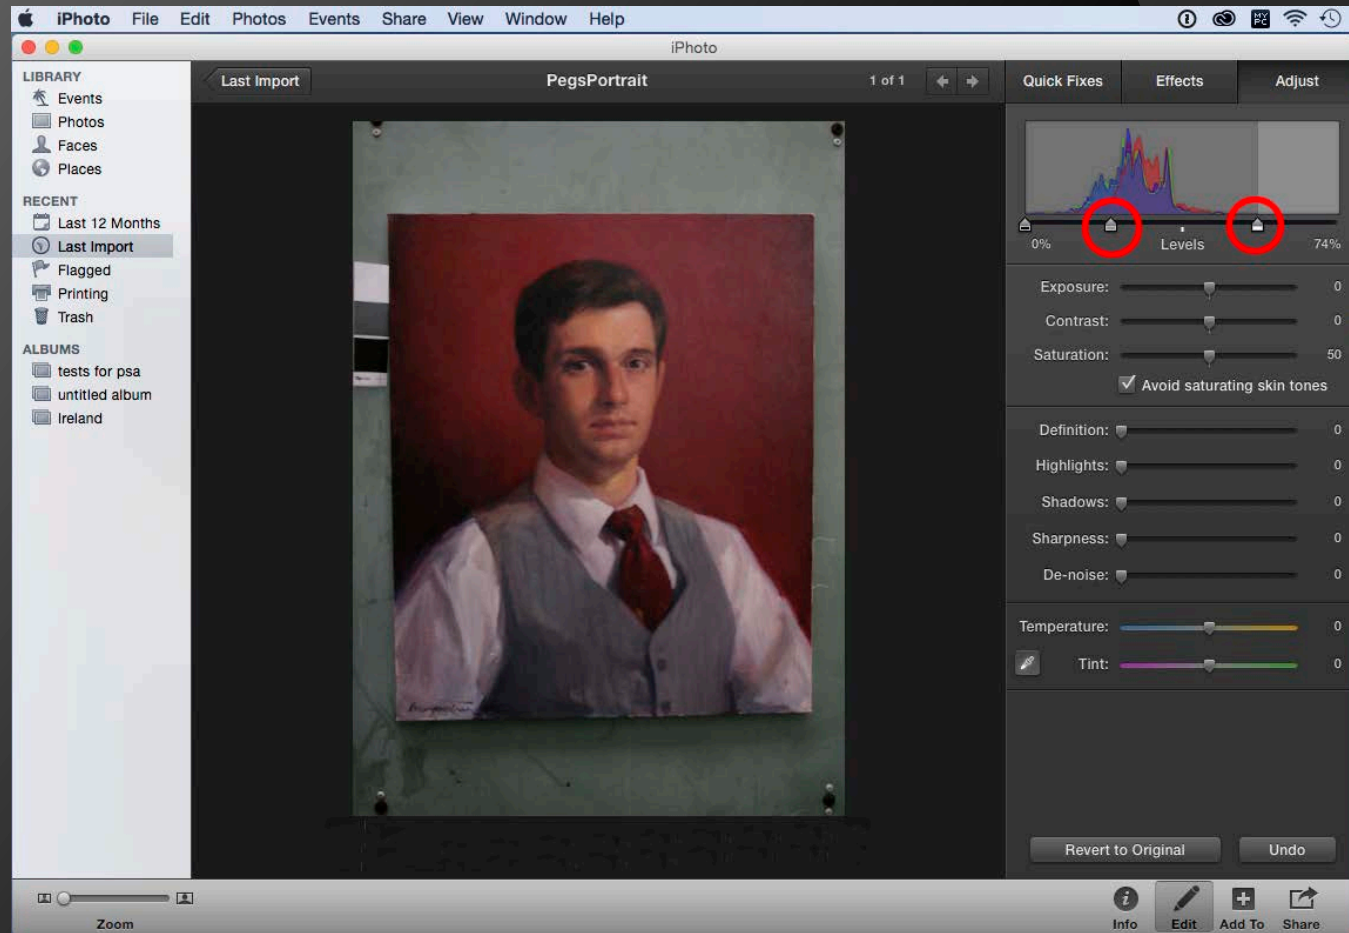 iPhoto File Edit Photos Events Share View Window Help
MY PC
iPhoto
LIBRARY
Events
Photos
Faces
Places
RECENT
Last 12 Months
Last Import
Flagged
Printing
Trash
ALBUMS
tests for psa
untitled album
Ireland
Last Import
PegsPortrait
1 of 1
Quick Fixes Effects Adjust
0% Levels 74%
Exposure: 0
Contrast: 0
Saturation: 50
Avoid saturating skin tones
Definition: 0
Highlights: 0
Shadows: 0
Sharpness: 0
De-noise: 0
Temperature: 0
Tint: 0
Revert to Original Undo
Zoom
Info Edit Add To Share